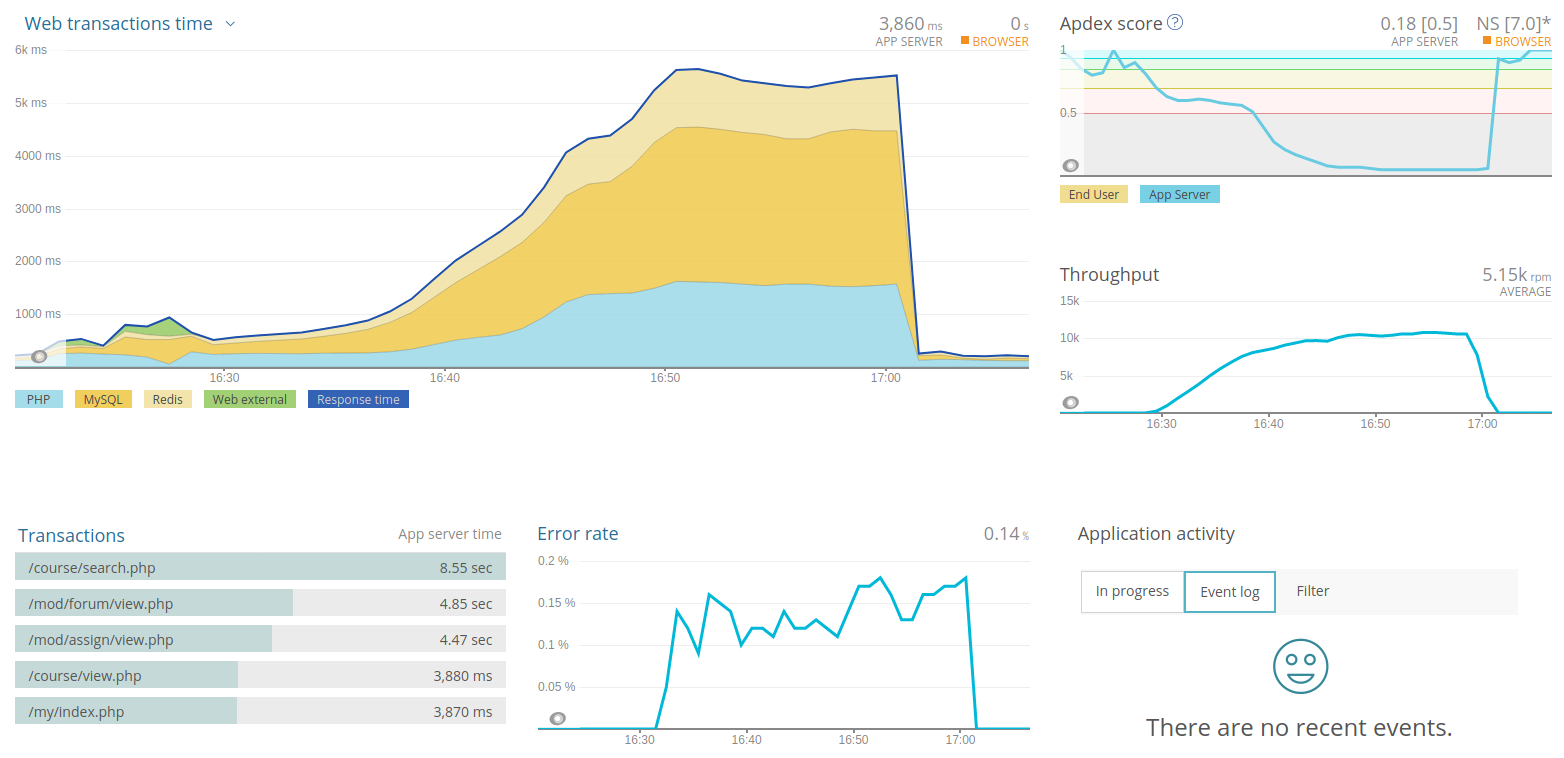 Web transactions time
3,860 ms
APP SERVER
0 s
BROWSER
6k ms
5k ms
4000 ms
3000 ms
2000 ms
1000 ms
16:30 16:40 16:50 17:00
PHP MySQL Redis Web external Response time
Apdex score ?
0.18 [0.5]
APP SERVER
NS [7.0]*
BROWSER
1
0.5
End User App Server
Throughput
5.15k rpm
AVERAGE
15k
10k
5k
16:30 16:40 16:50 17:00
Transactions App server time
/course/search.php 8.55 sec
/mod/forum/view.php 4.85 sec
/mod/assign/view.php 4.47 sec
/course/view.php 3,880 ms
/my/index.php 3,870 ms
Error rate 0.14 %
0.2 %
0.15 %
0.1 %
0.05 %
16:30 16:40 16:50 17:00
Application activity
In progress Event log Filter
There are no recent events.